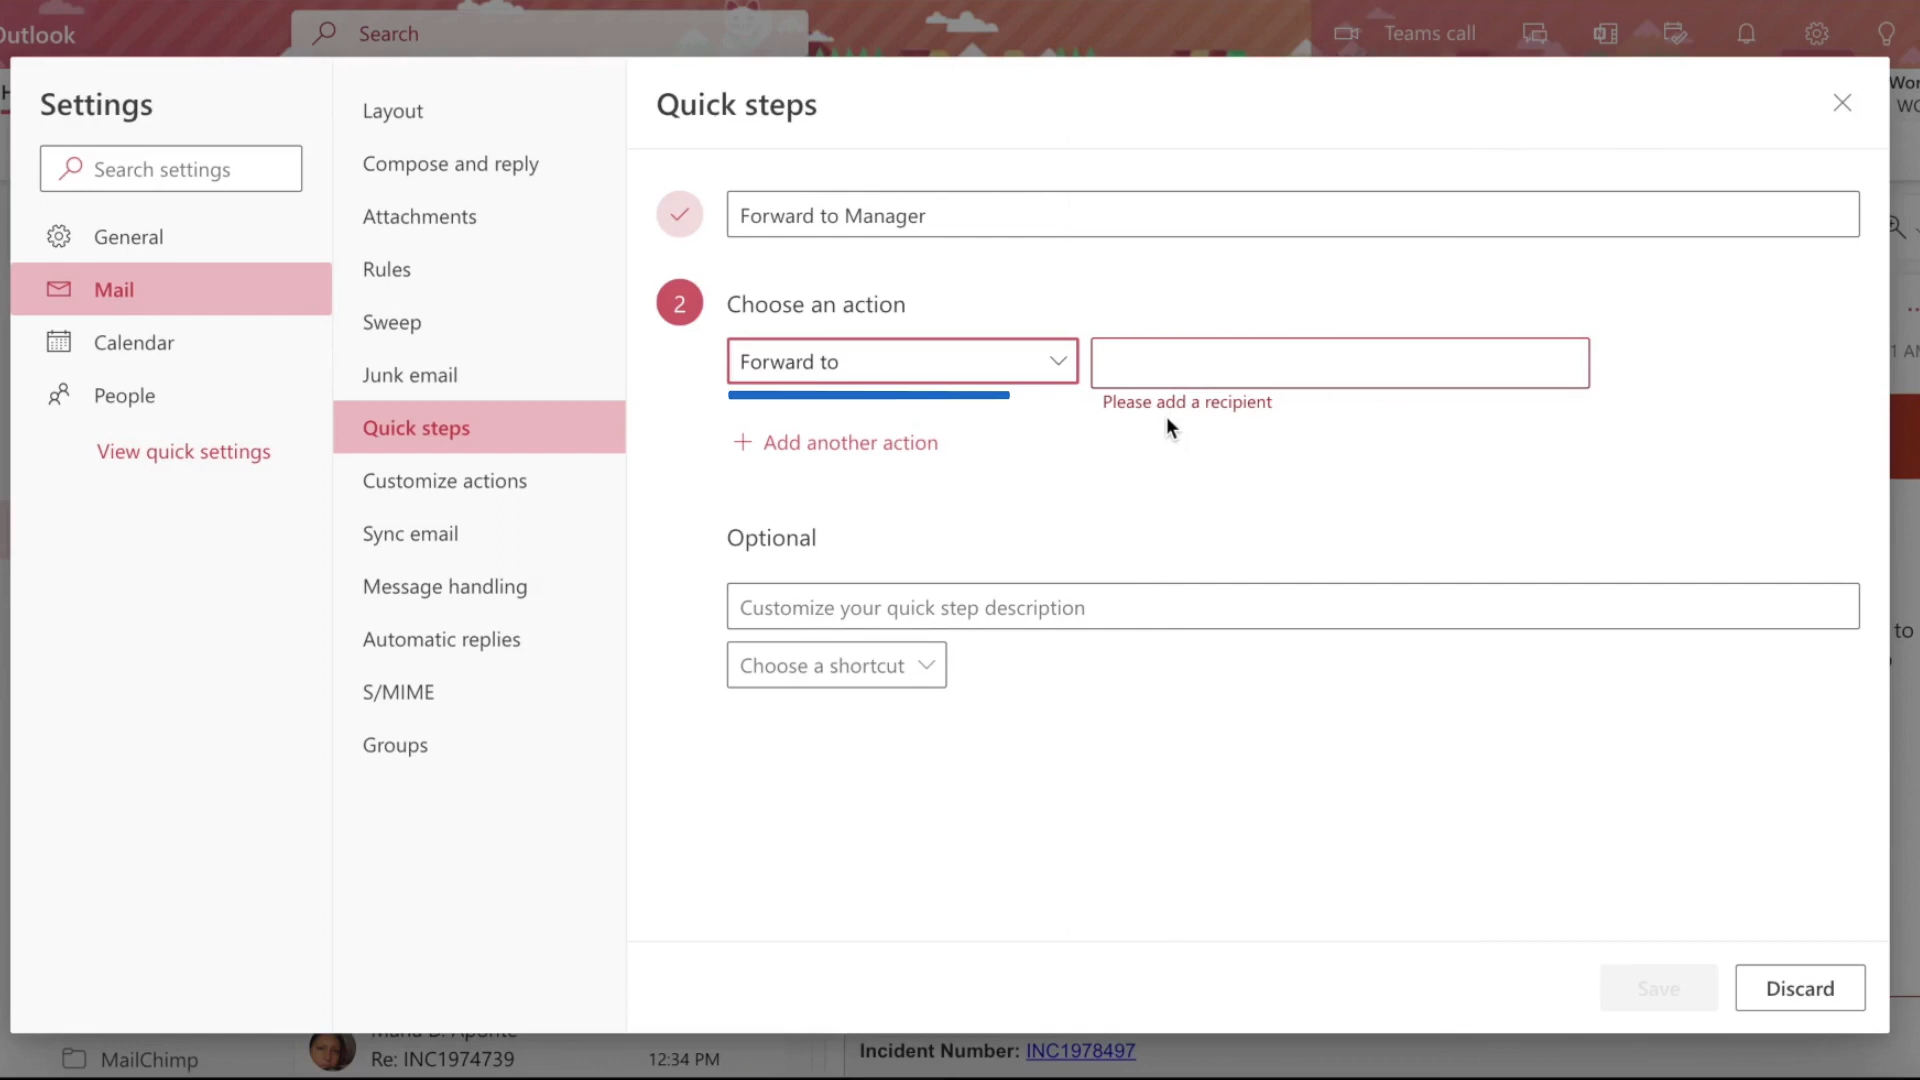 Outlook
Search
Teams call
Settings
Search settings
General
Mail
Calendar
People
View quick settings
Layout
Compose and reply
Attachments
Rules
Sweep
Junk email
Quick steps
Customize actions
Sync email
Message handling
Automatic replies
S/MIME
Groups
Quick steps
Forward to Manager
2 Choose an action
Forward to
Please add a recipient
Add another action
Optional
Customize your quick step description
Choose a shortcut
Save
Discard
to
MailChimp
Re: INC1974739
12:34 PM
Incident Number: INC1978497